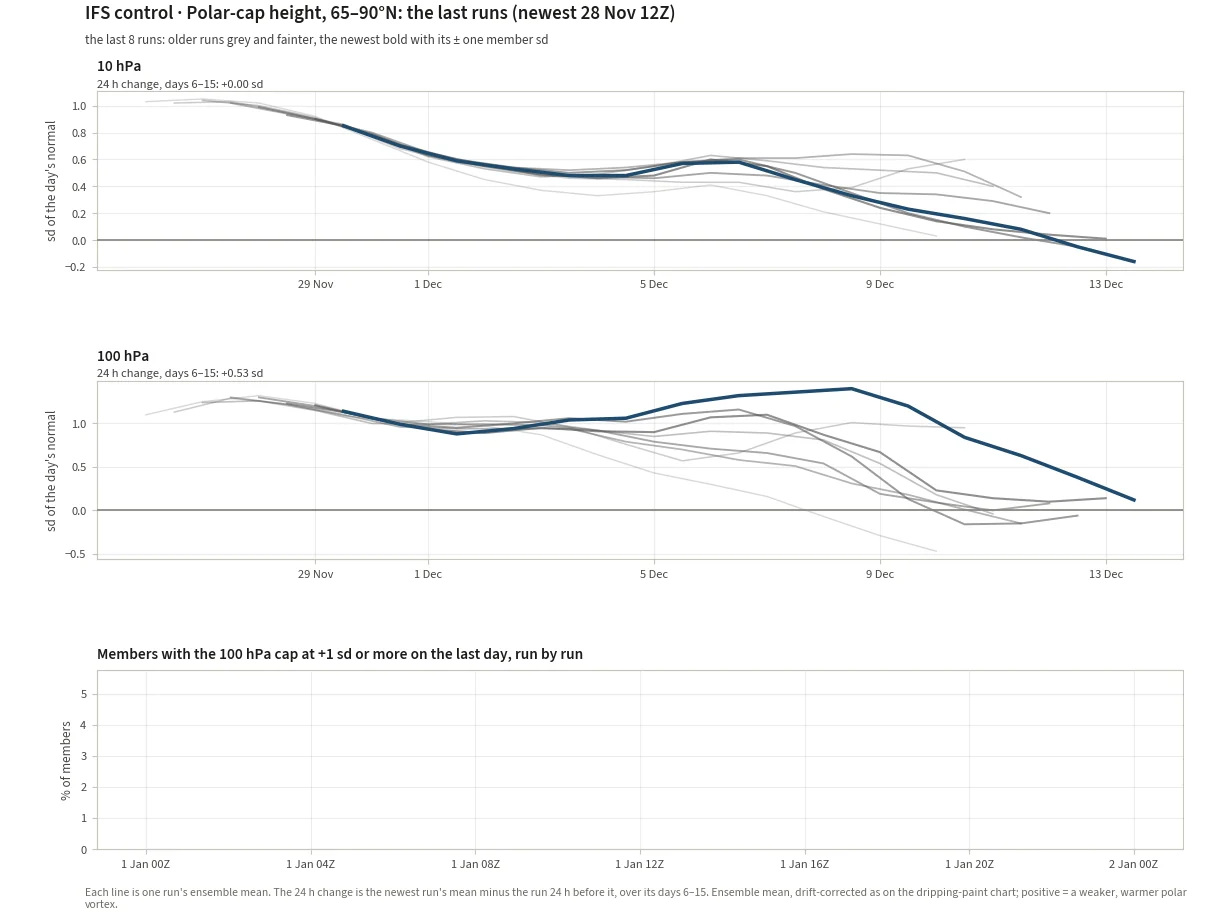 IFS control · Polar-cap height, 65–90°N: the last runs (newest 28 Nov 12Z)
the last 8 runs: older runs grey and fainter, the newest bold with its ± one member sd
10 hPa
24 h change, days 6–15: +0.00 sd
sd of the day's normal
1.0
0.8
0.6
0.4
0.2
0.0
−0.2
29 Nov 1 Dec 5 Dec 9 Dec 13 Dec
100 hPa
24 h change, days 6–15: +0.53 sd
sd of the day's normal
1.0
0.5
0.0
−0.5
29 Nov 1 Dec 5 Dec 9 Dec 13 Dec
Members with the 100 hPa cap at +1 sd or more on the last day, run by run
% of members
5
4
3
2
1
0
1 Jan 00Z 1 Jan 04Z 1 Jan 08Z 1 Jan 12Z 1 Jan 16Z 1 Jan 20Z 2 Jan 00Z
Each line is one run's ensemble mean. The 24 h change is the newest run's mean minus the run 24 h before it, over its days 6–15. Ensemble mean, drift-corrected as on the dripping-paint chart; positive = a weaker, warmer polar
vortex.